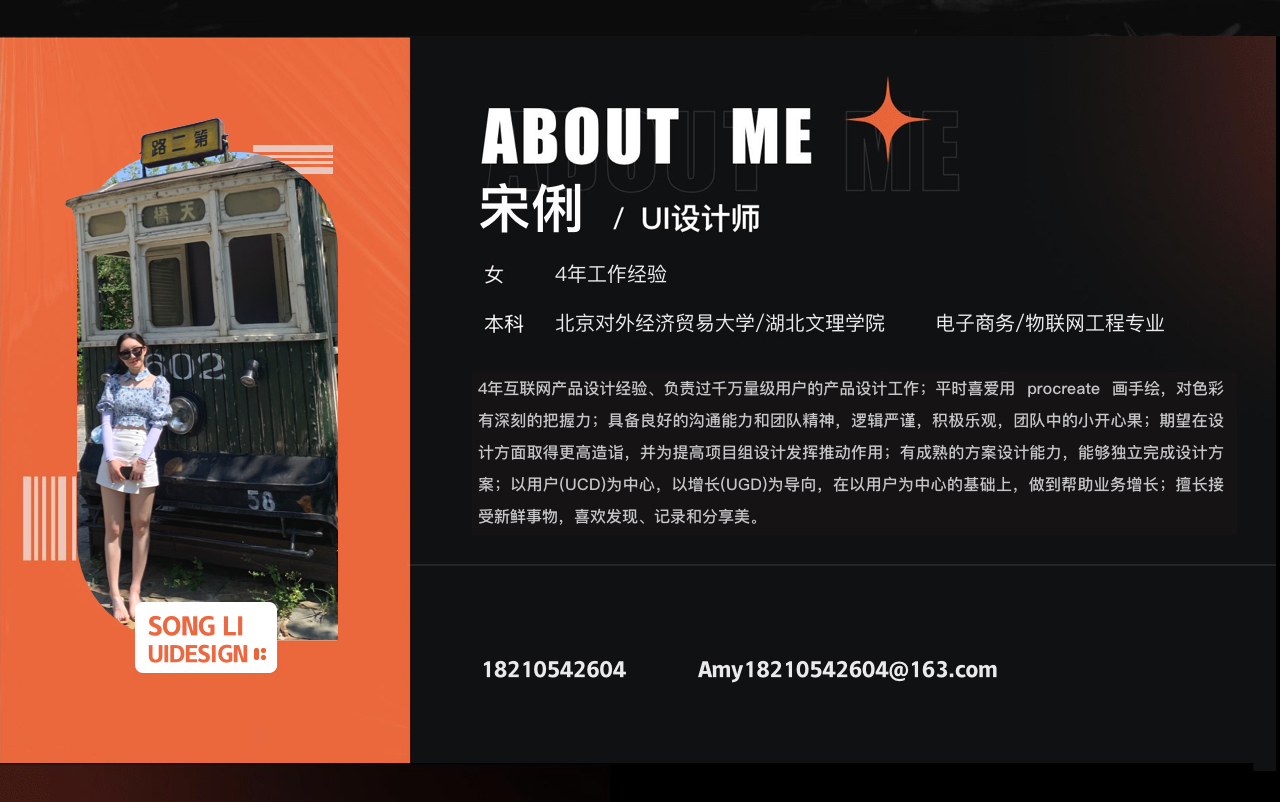 第二路
天橋
602
58
SONG LI
UIDESIGN
ABOUT ME
ABOUT ME
宋俐 / UI设计师
女 4年工作经验
本科 北京对外经济贸易大学/湖北文理学院 电子商务/物联网工程专业
4年互联网产品设计经验、负责过千万量级用户的产品设计工作；平时喜爱用 procreate 画手绘，对色彩
有深刻的把握力；具备良好的沟通能力和团队精神，逻辑严谨，积极乐观，团队中的小开心果；期望在设
计方面取得更高造诣，并为提高项目组设计发挥推动作用；有成熟的方案设计能力，能够独立完成设计方
案；以用户(UCD)为中心，以增长(UGD)为导向，在以用户为中心的基础上，做到帮助业务增长；擅长接
受新鲜事物，喜欢发现、记录和分享美。
18210542604 Amy18210542604@163.com